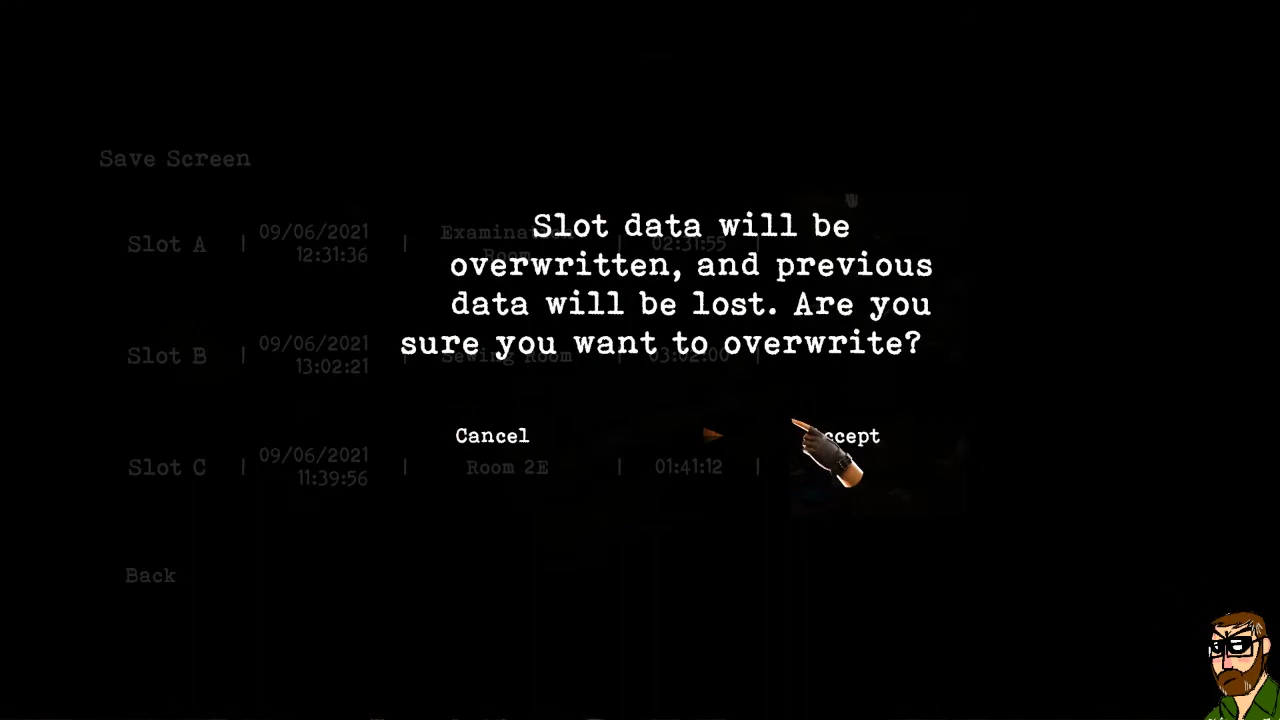 Save Screen
Slot data will be
overwritten, and previous
data will be lost. Are you
sure you want to overwrite?
Slot A | 09/06/2021 12:31:36 | Examination Room | 02:31:55 |
Slot B | 09/06/2021 13:02:21 | Sewing Room | 03:02:00 |
Cancel
ccept
Slot C | 09/06/2021 11:39:56 | Room 2E | 01:41:12 |
Back